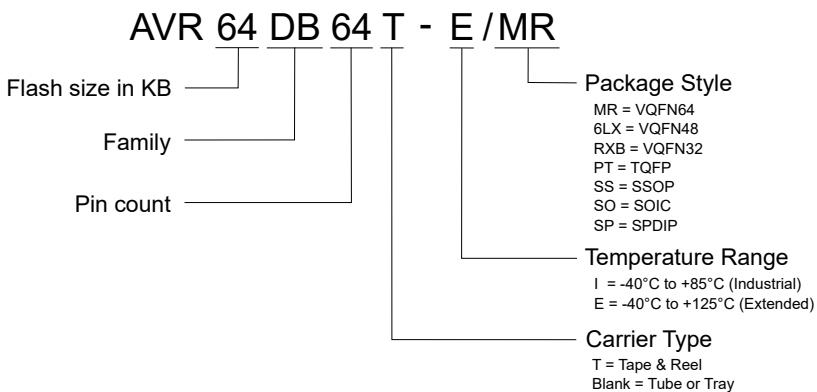 AVR 64 DB 64 T - E / MR
Flash size in KB
Family
Pin count
Package Style
MR = VQFN64
6LX = VQFN48
RXB = VQFN32
PT = TQFP
SS = SSOP
SO = SOIC
SP = SPDIP
Temperature Range
I = -40°C to +85°C (Industrial)
E = -40°C to +125°C (Extended)
Carrier Type
T = Tape & Reel
Blank = Tube or Tray